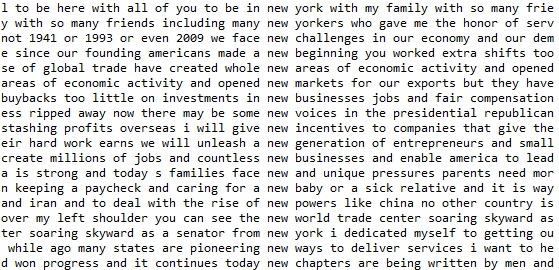 l to be here with all of you to be in new york with my family with so many frie
y with so many friends including many new yorkers who gave me the honor of serv
not 1941 or 1993 or even 2009 we face new challenges in our economy and our dem
e since our founding americans made a new beginning you worked extra shifts too
se of global trade have created whole new areas of economic activity and opened
areas of economic activity and opened new markets for our exports but they have
buybacks too little on investments in new businesses jobs and fair compensation
ess ripped away now there may be some new voices in the presidential republican
stashing profits overseas i will give new incentives to companies that give the
eir hard work earns we will unleash a new generation of entrepreneurs and small
create millions of jobs and countless new businesses and enable america to lead
a is strong and today s families face new and unique pressures parents need mor
n keeping a paycheck and caring for a new baby or a sick relative and it is way
and iran and to deal with the rise of new powers like china no other country is
over my left shoulder you can see the new world trade center soaring skyward as
ter soaring skyward as a senator from new york i dedicated myself to getting ou
while ago many states are pioneering new ways to deliver services i want to he
d won progress and it continues today new chapters are being written by men and